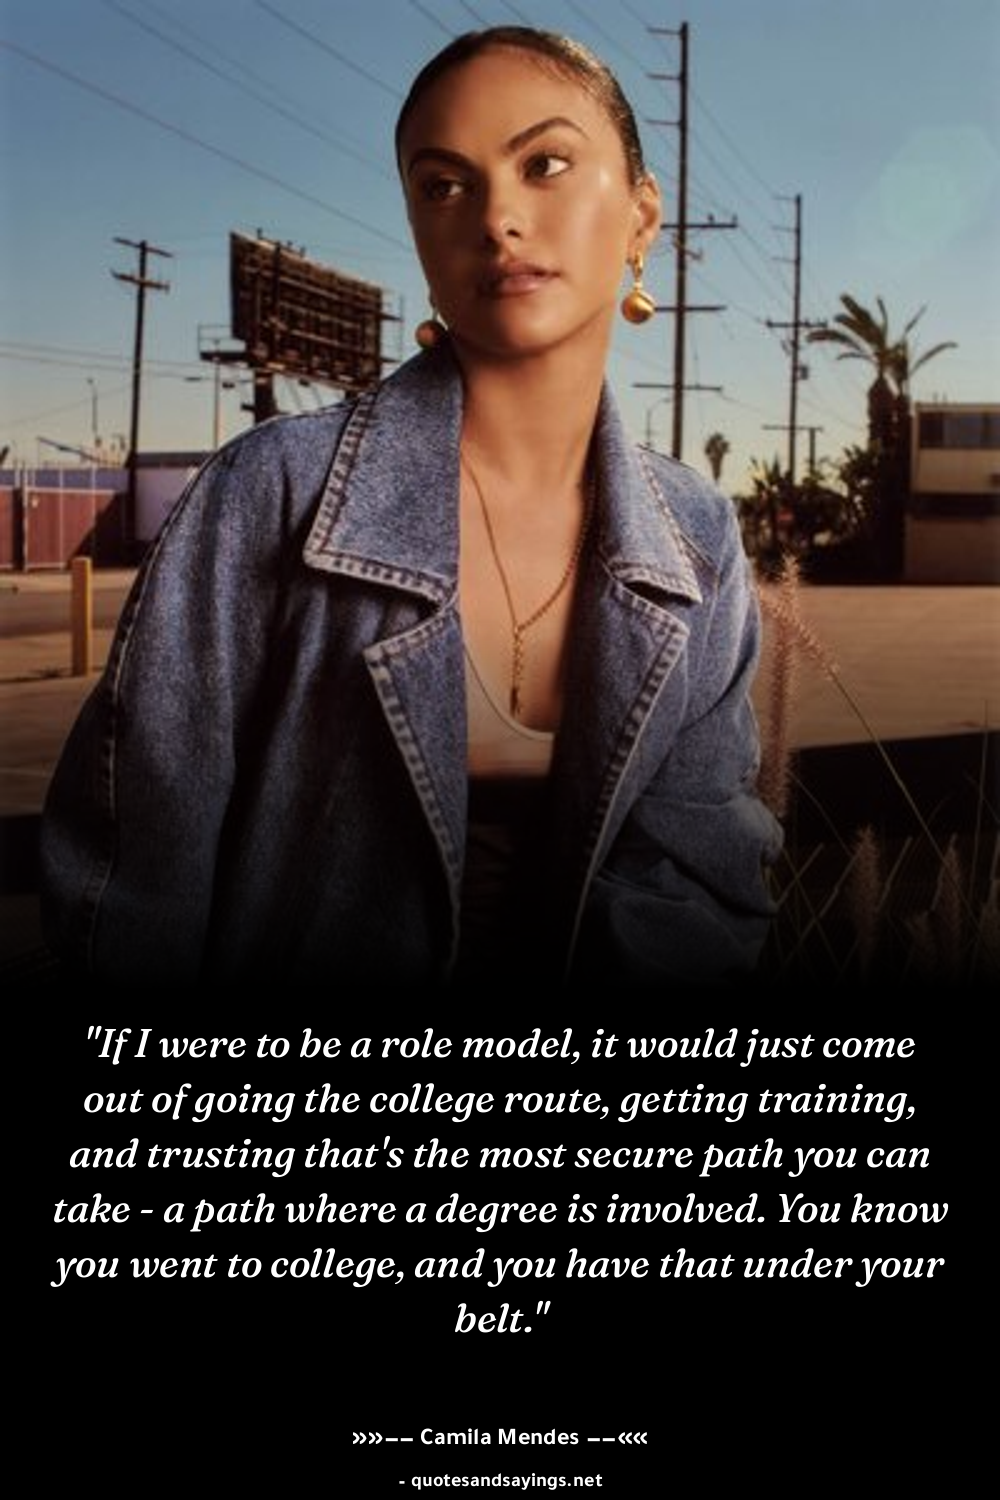 "If I were to be a role model, it would just come
out of going the college route, getting training,
and trusting that's the most secure path you can
take - a path where a degree is involved. You know
you went to college, and you have that under your
belt."
»»–– Camila Mendes ––««
- quotesandsayings.net